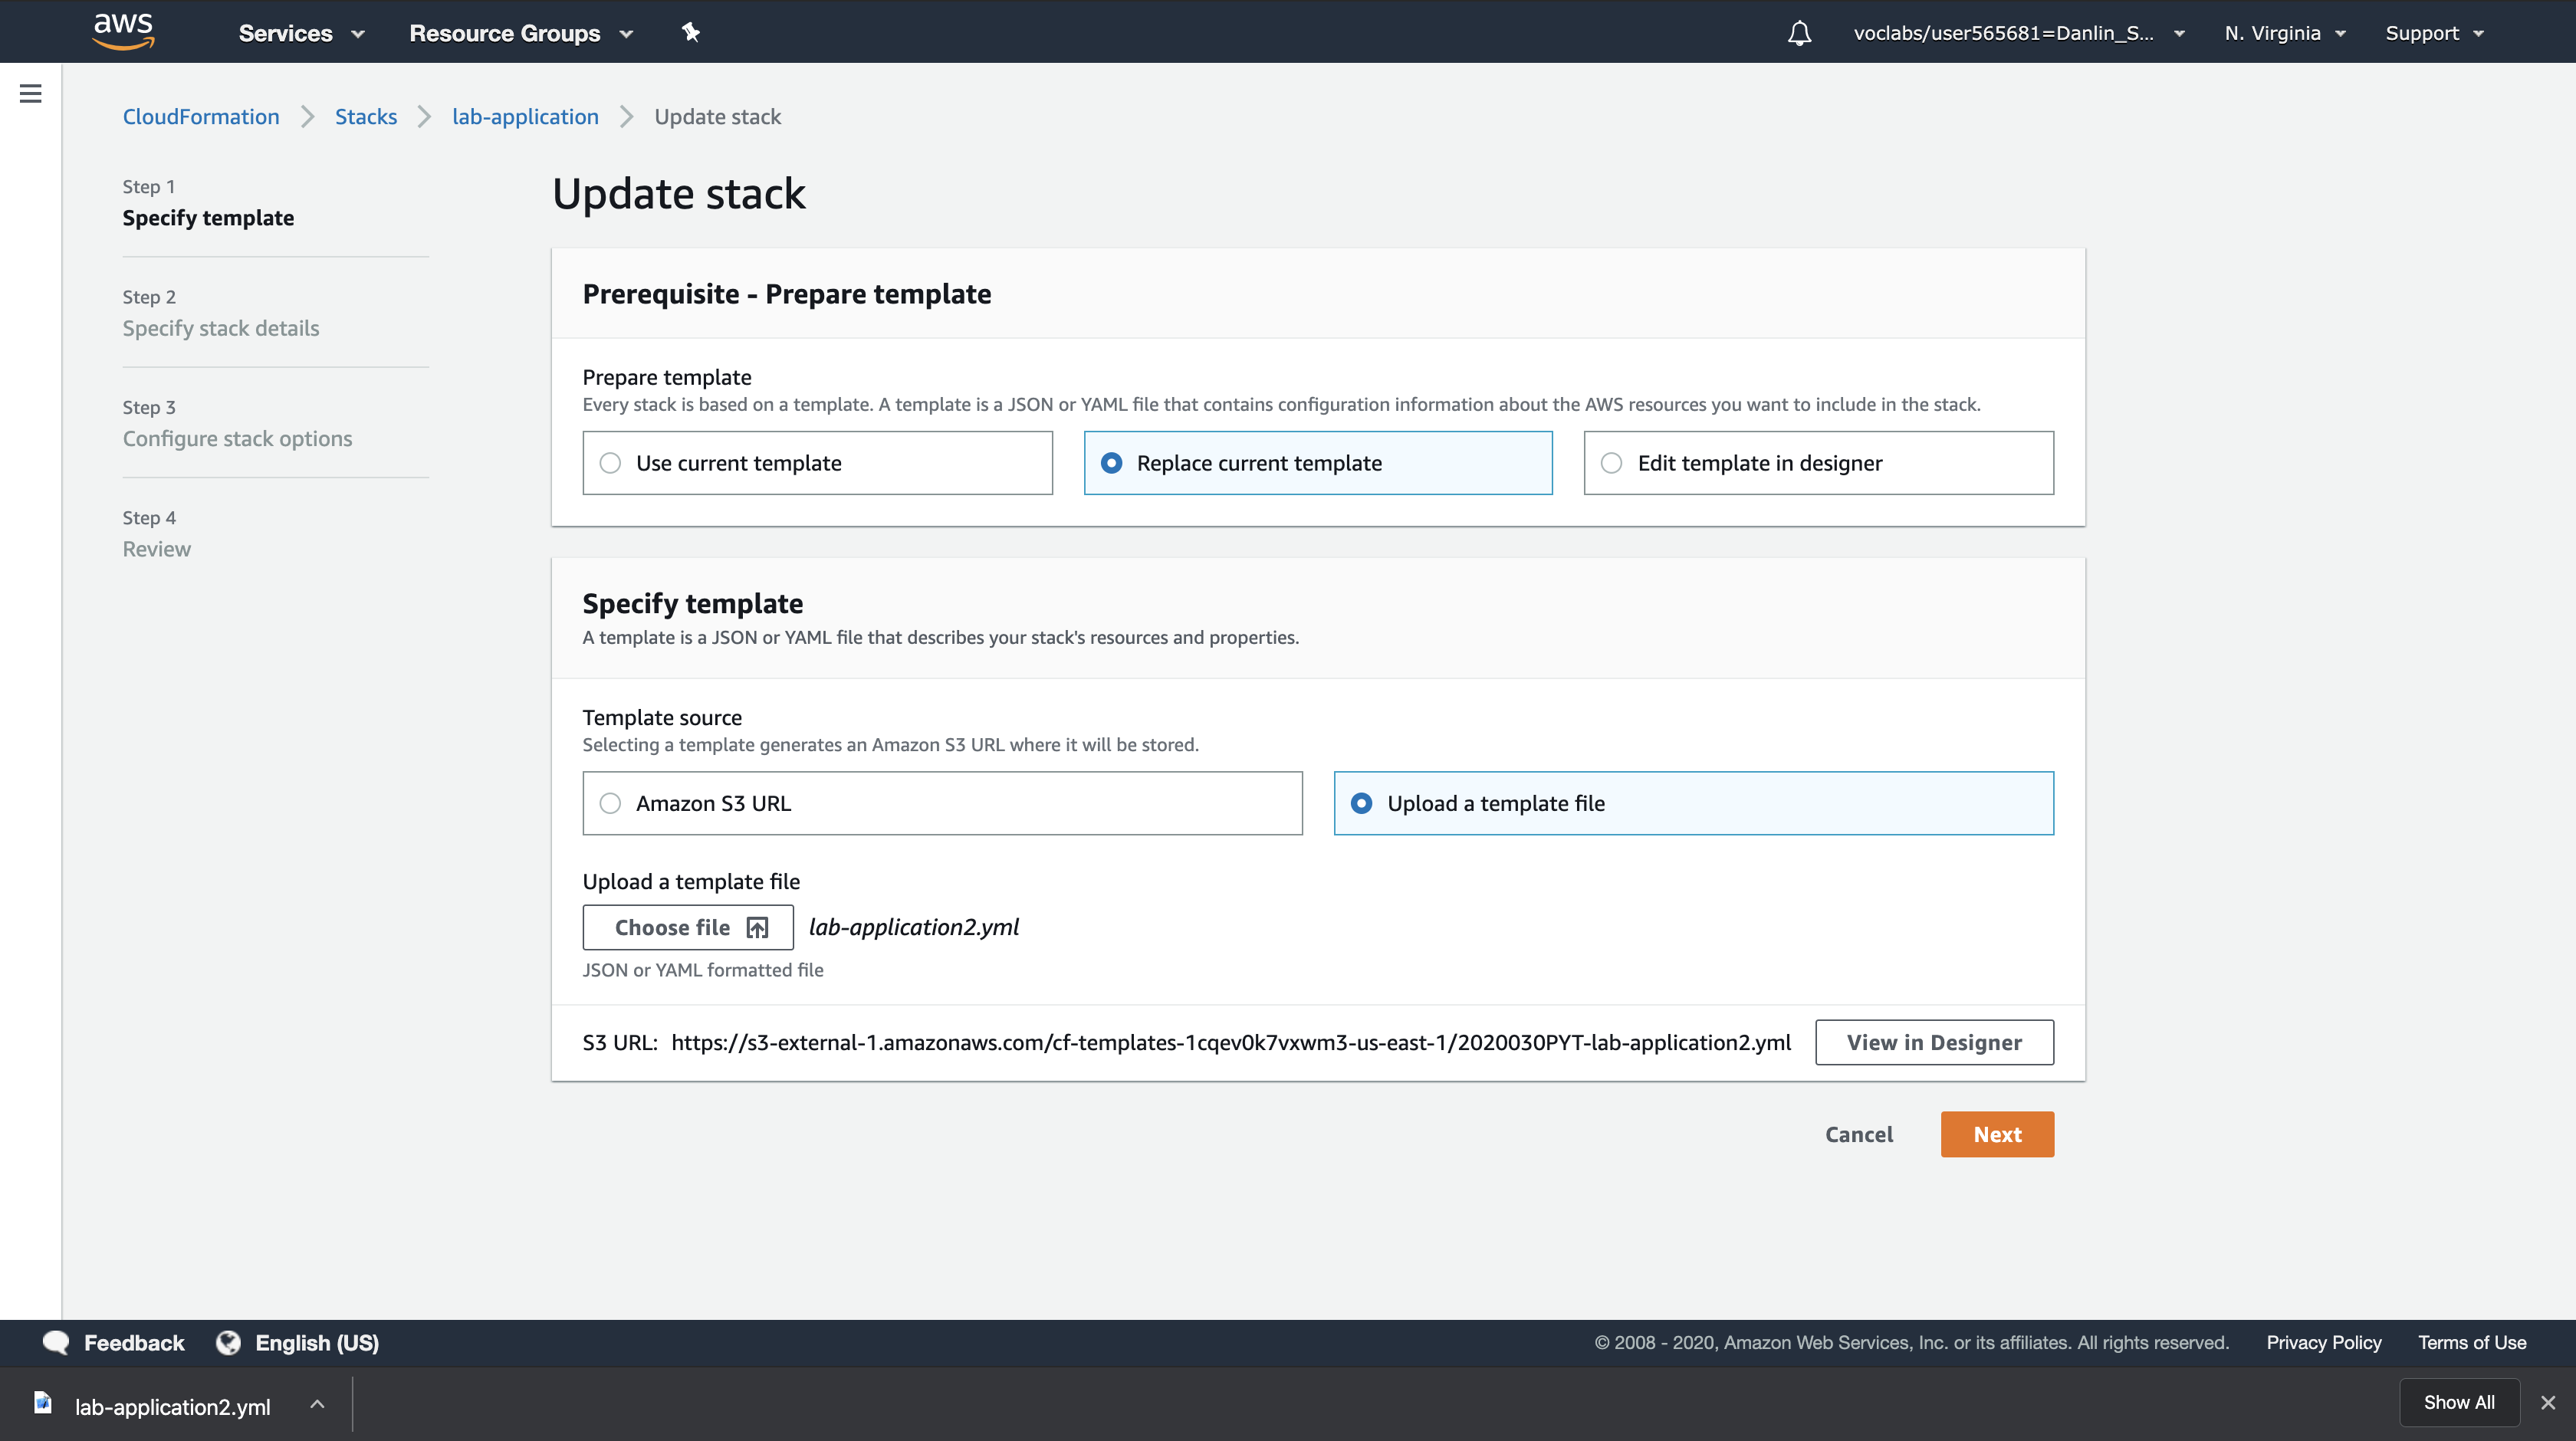 aws
Services
Resource Groups
voclabs/user565681=Danlin_S...
N. Virginia
Support
CloudFormation
Stacks
lab-application
Update stack
Step 1
Specify template
Step 2
Specify stack details
Step 3
Configure stack options
Step 4
Review
Update stack
Prerequisite - Prepare template
Prepare template
Every stack is based on a template. A template is a JSON or YAML file that contains configuration information about the AWS resources you want to include in the stack.
Use current template
Replace current template
Edit template in designer
Specify template
A template is a JSON or YAML file that describes your stack's resources and properties.
Template source
Selecting a template generates an Amazon S3 URL where it will be stored.
Amazon S3 URL
Upload a template file
Upload a template file
Choose file
lab-application2.yml
JSON or YAML formatted file
S3 URL: https://s3-external-1.amazonaws.com/cf-templates-1cqev0k7vxwm3-us-east-1/2020030PYT-lab-application2.yml
View in Designer
Cancel
Next
Feedback
English (US)
© 2008 - 2020, Amazon Web Services, Inc. or its affiliates. All rights reserved.
Privacy Policy
Terms of Use
lab-application2.yml
Show All